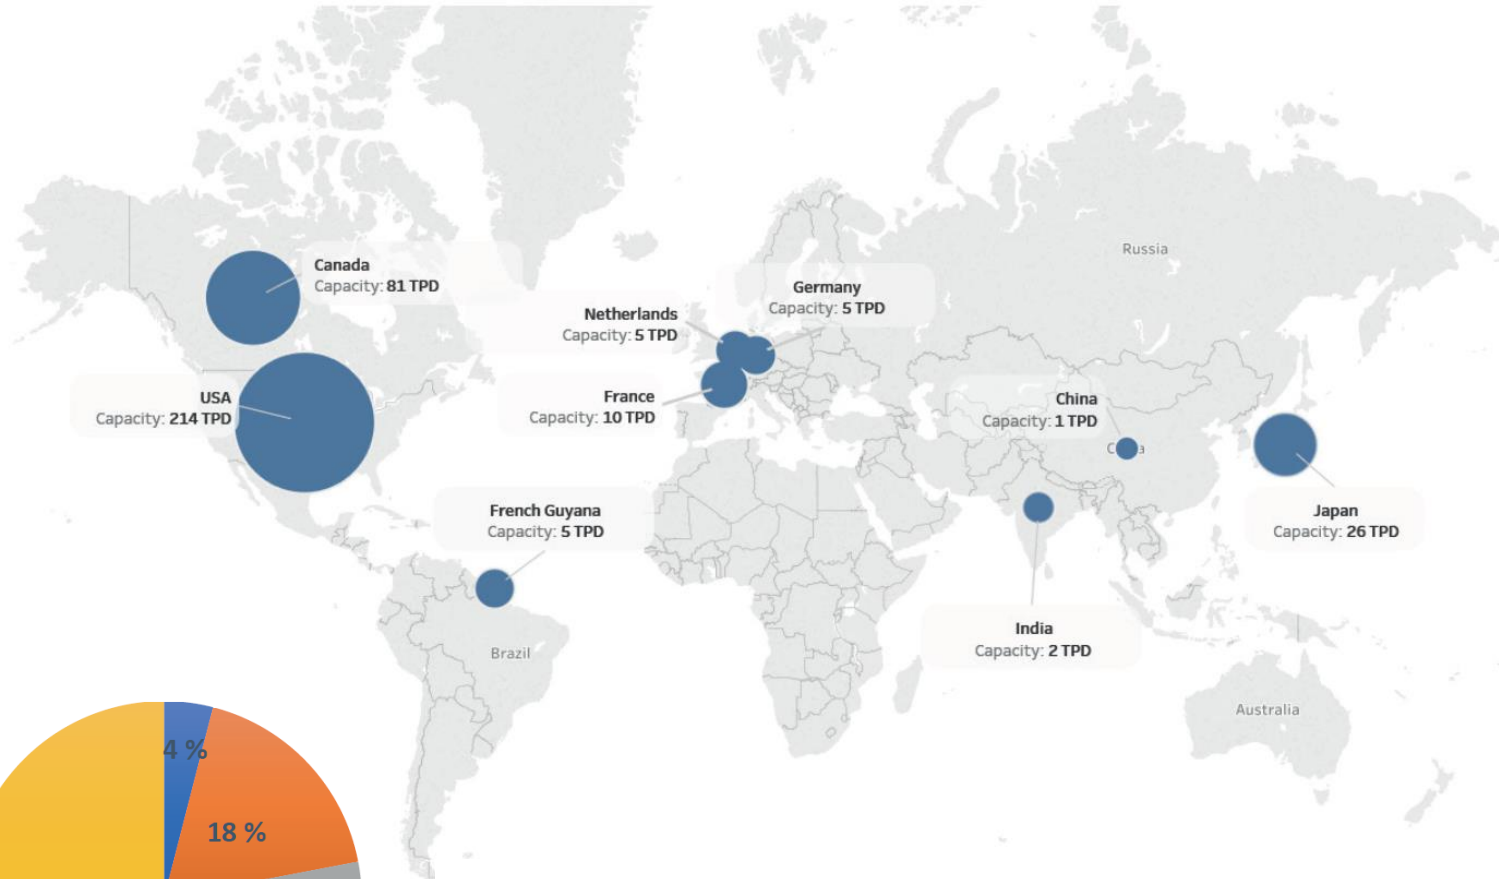 Russia
Canada
Capacity: 81 TPD
Germany
Capacity: 5 TPD
Netherlands
Capacity: 5 TPD
USA
Capacity: 214 TPD
France
Capacity: 10 TPD
China
Capacity: 1 TPD
French Guyana
Capacity: 5 TPD
Japan
Capacity: 26 TPD
India
Capacity: 2 TPD
Brazil
Australia
4 %
18 %